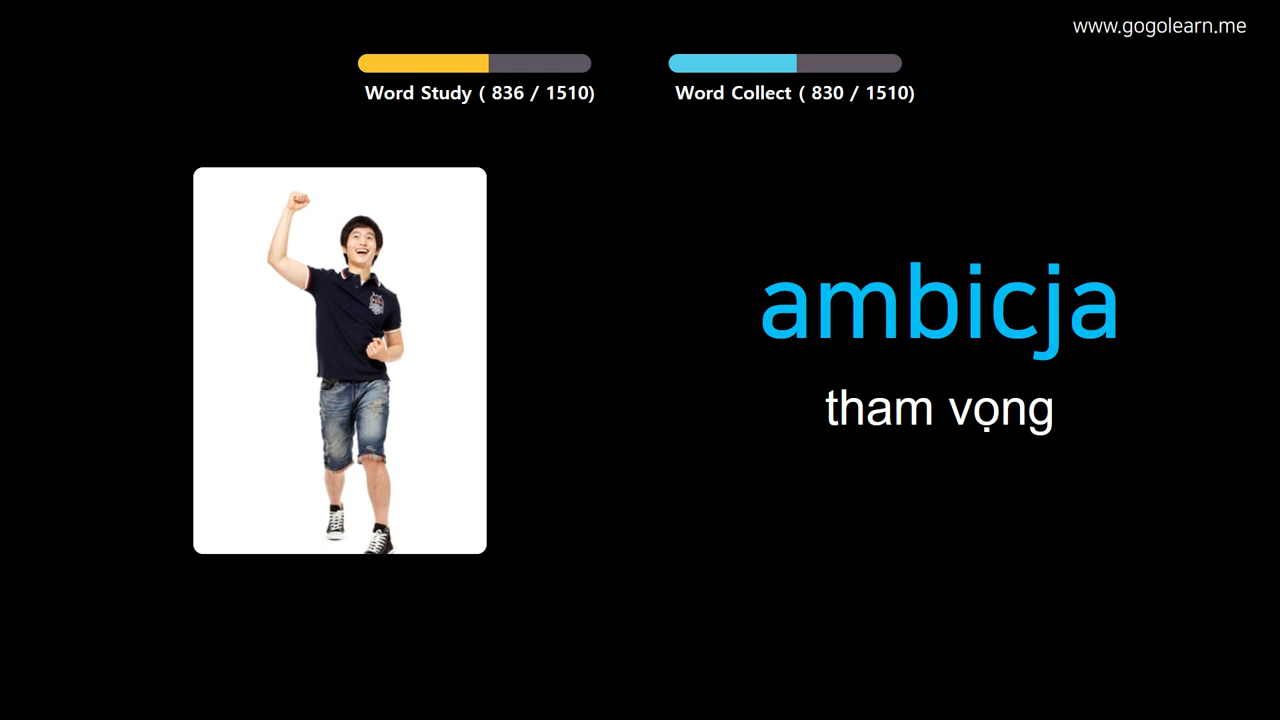 www.gogolearn.me
Word Study ( 836 / 1510)
Word Collect ( 830 / 1510)
ambicja
tham vọng